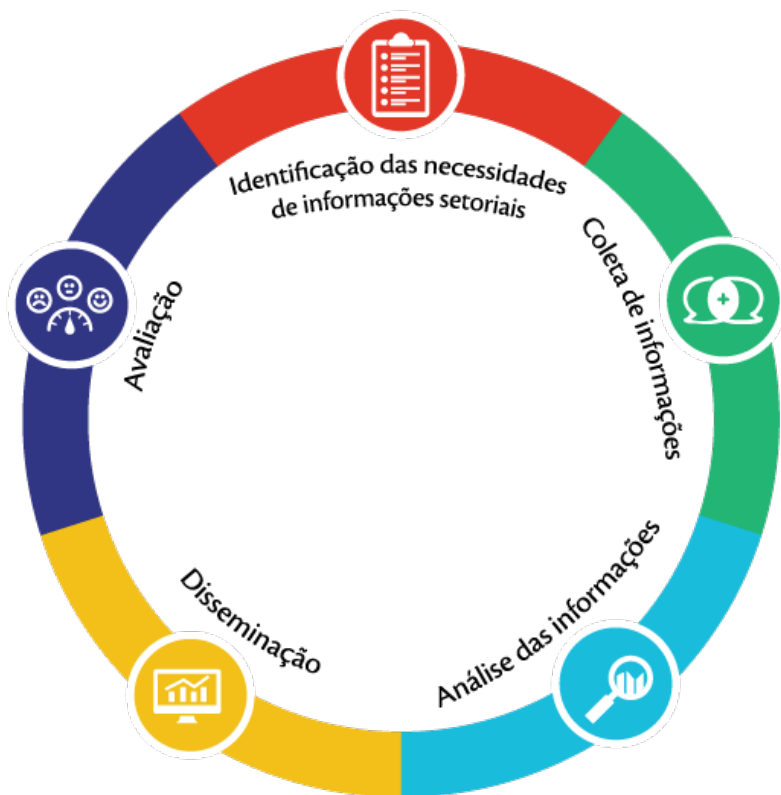 Identificação das necessidades
de informações setoriais
Coleta de informações
Análise das informações
Disseminação
Avaliação